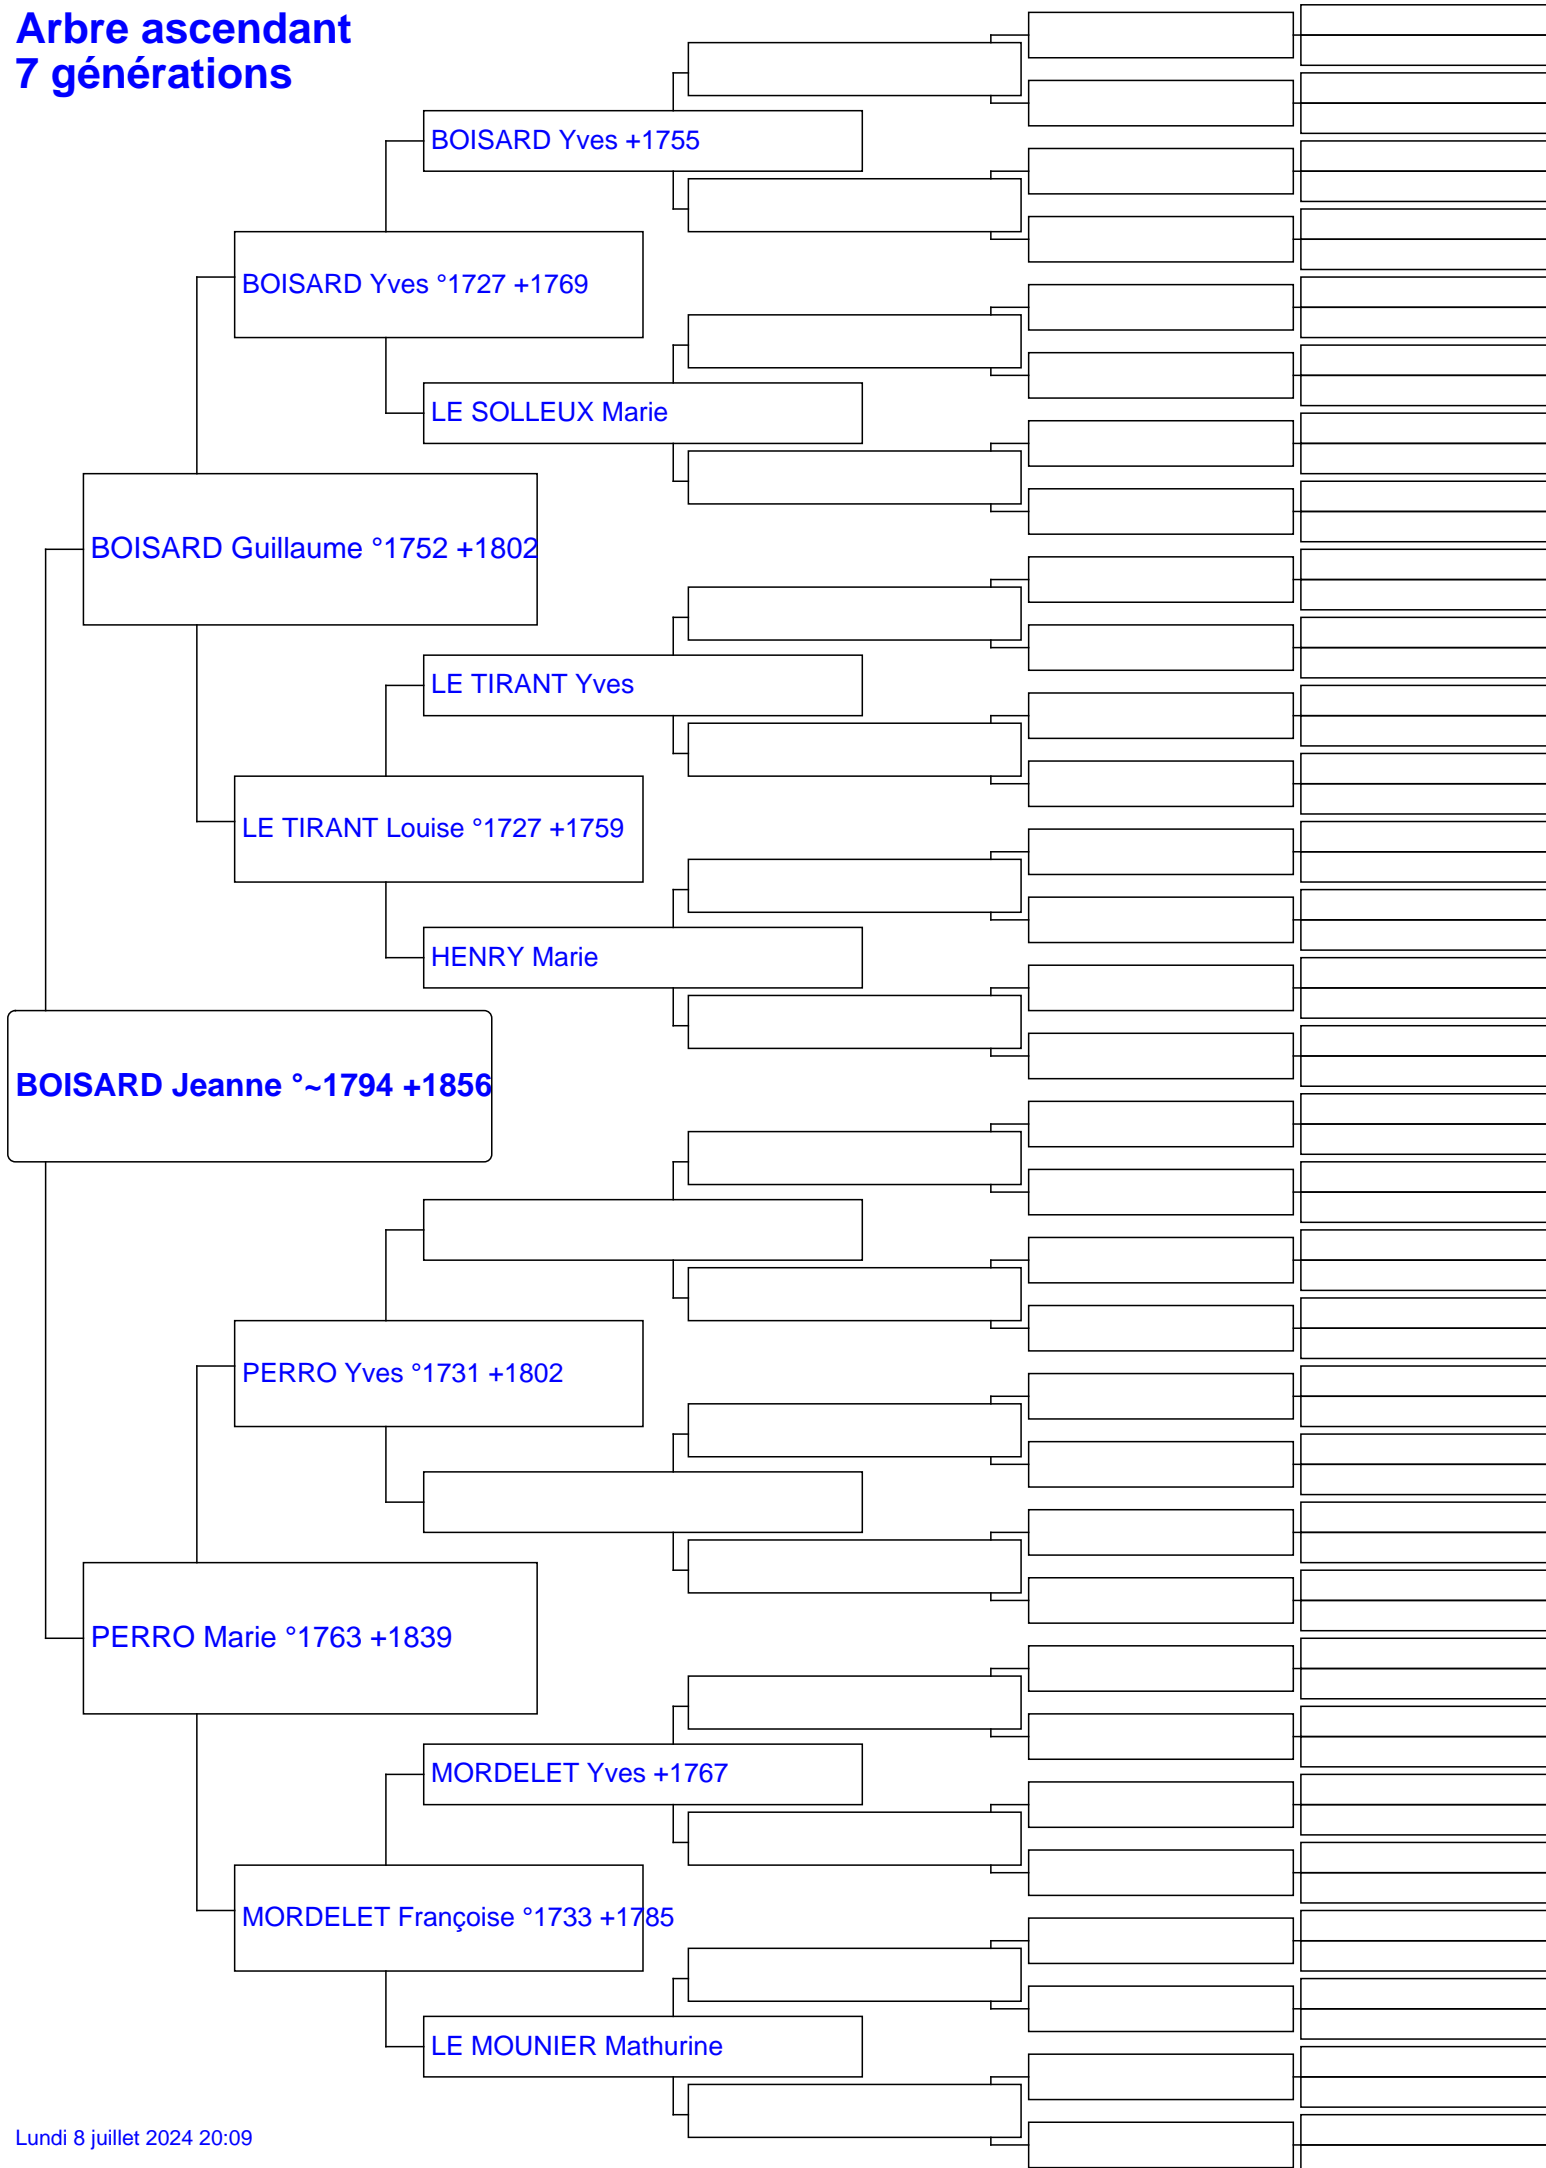 Arbre ascendant
7 générations
BOISARD Yves +1755
BOISARD Yves °1727 +1769
LE SOLLEUX Marie
BOISARD Guillaume °1752 +1802
LE TIRANT Yves
LE TIRANT Louise °1727 +1759
HENRY Marie
BOISARD Jeanne °~1794 +1856
PERRO Yves °1731 +1802
PERRO Marie °1763 +1839
MORDELET Yves +1767
MORDELET Françoise °1733 +1785
LE MOUNIER Mathurine
Lundi 8 juillet 2024 20:09